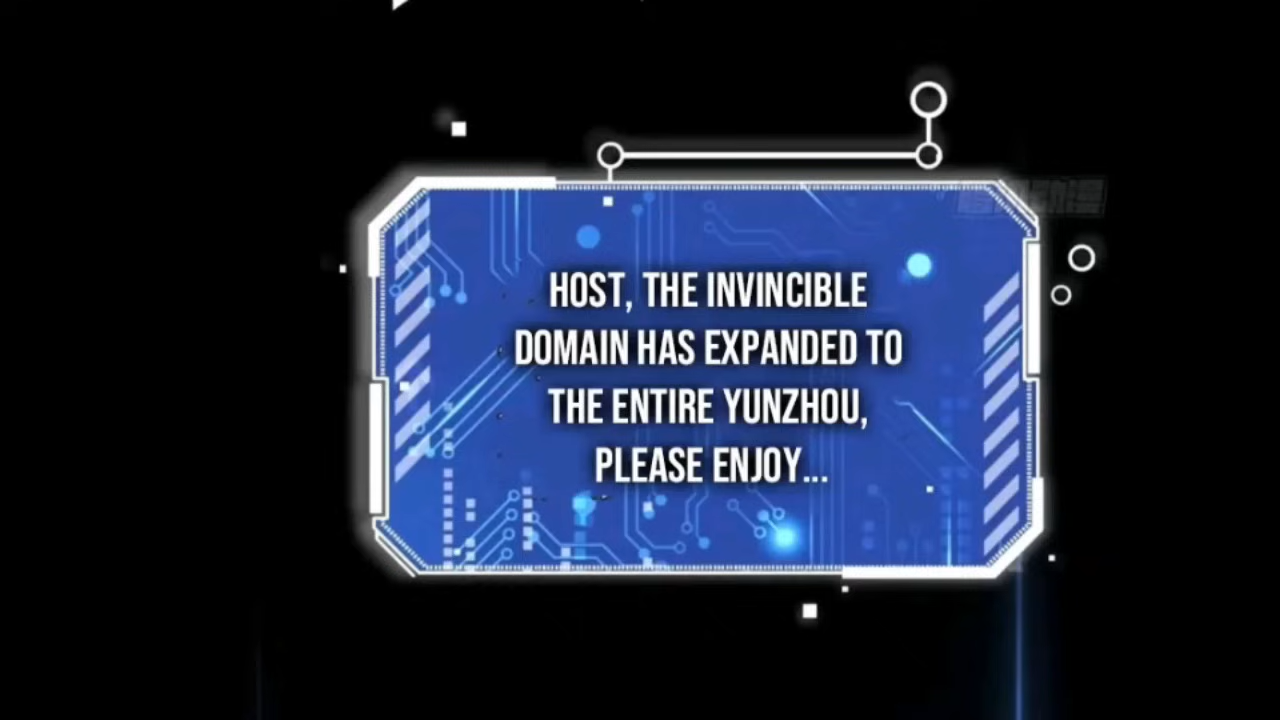 HOST, THE INVINCIBLE
DOMAIN HAS EXPANDED TO
THE ENTIRE YUNZHOU,
PLEASE ENJOY...